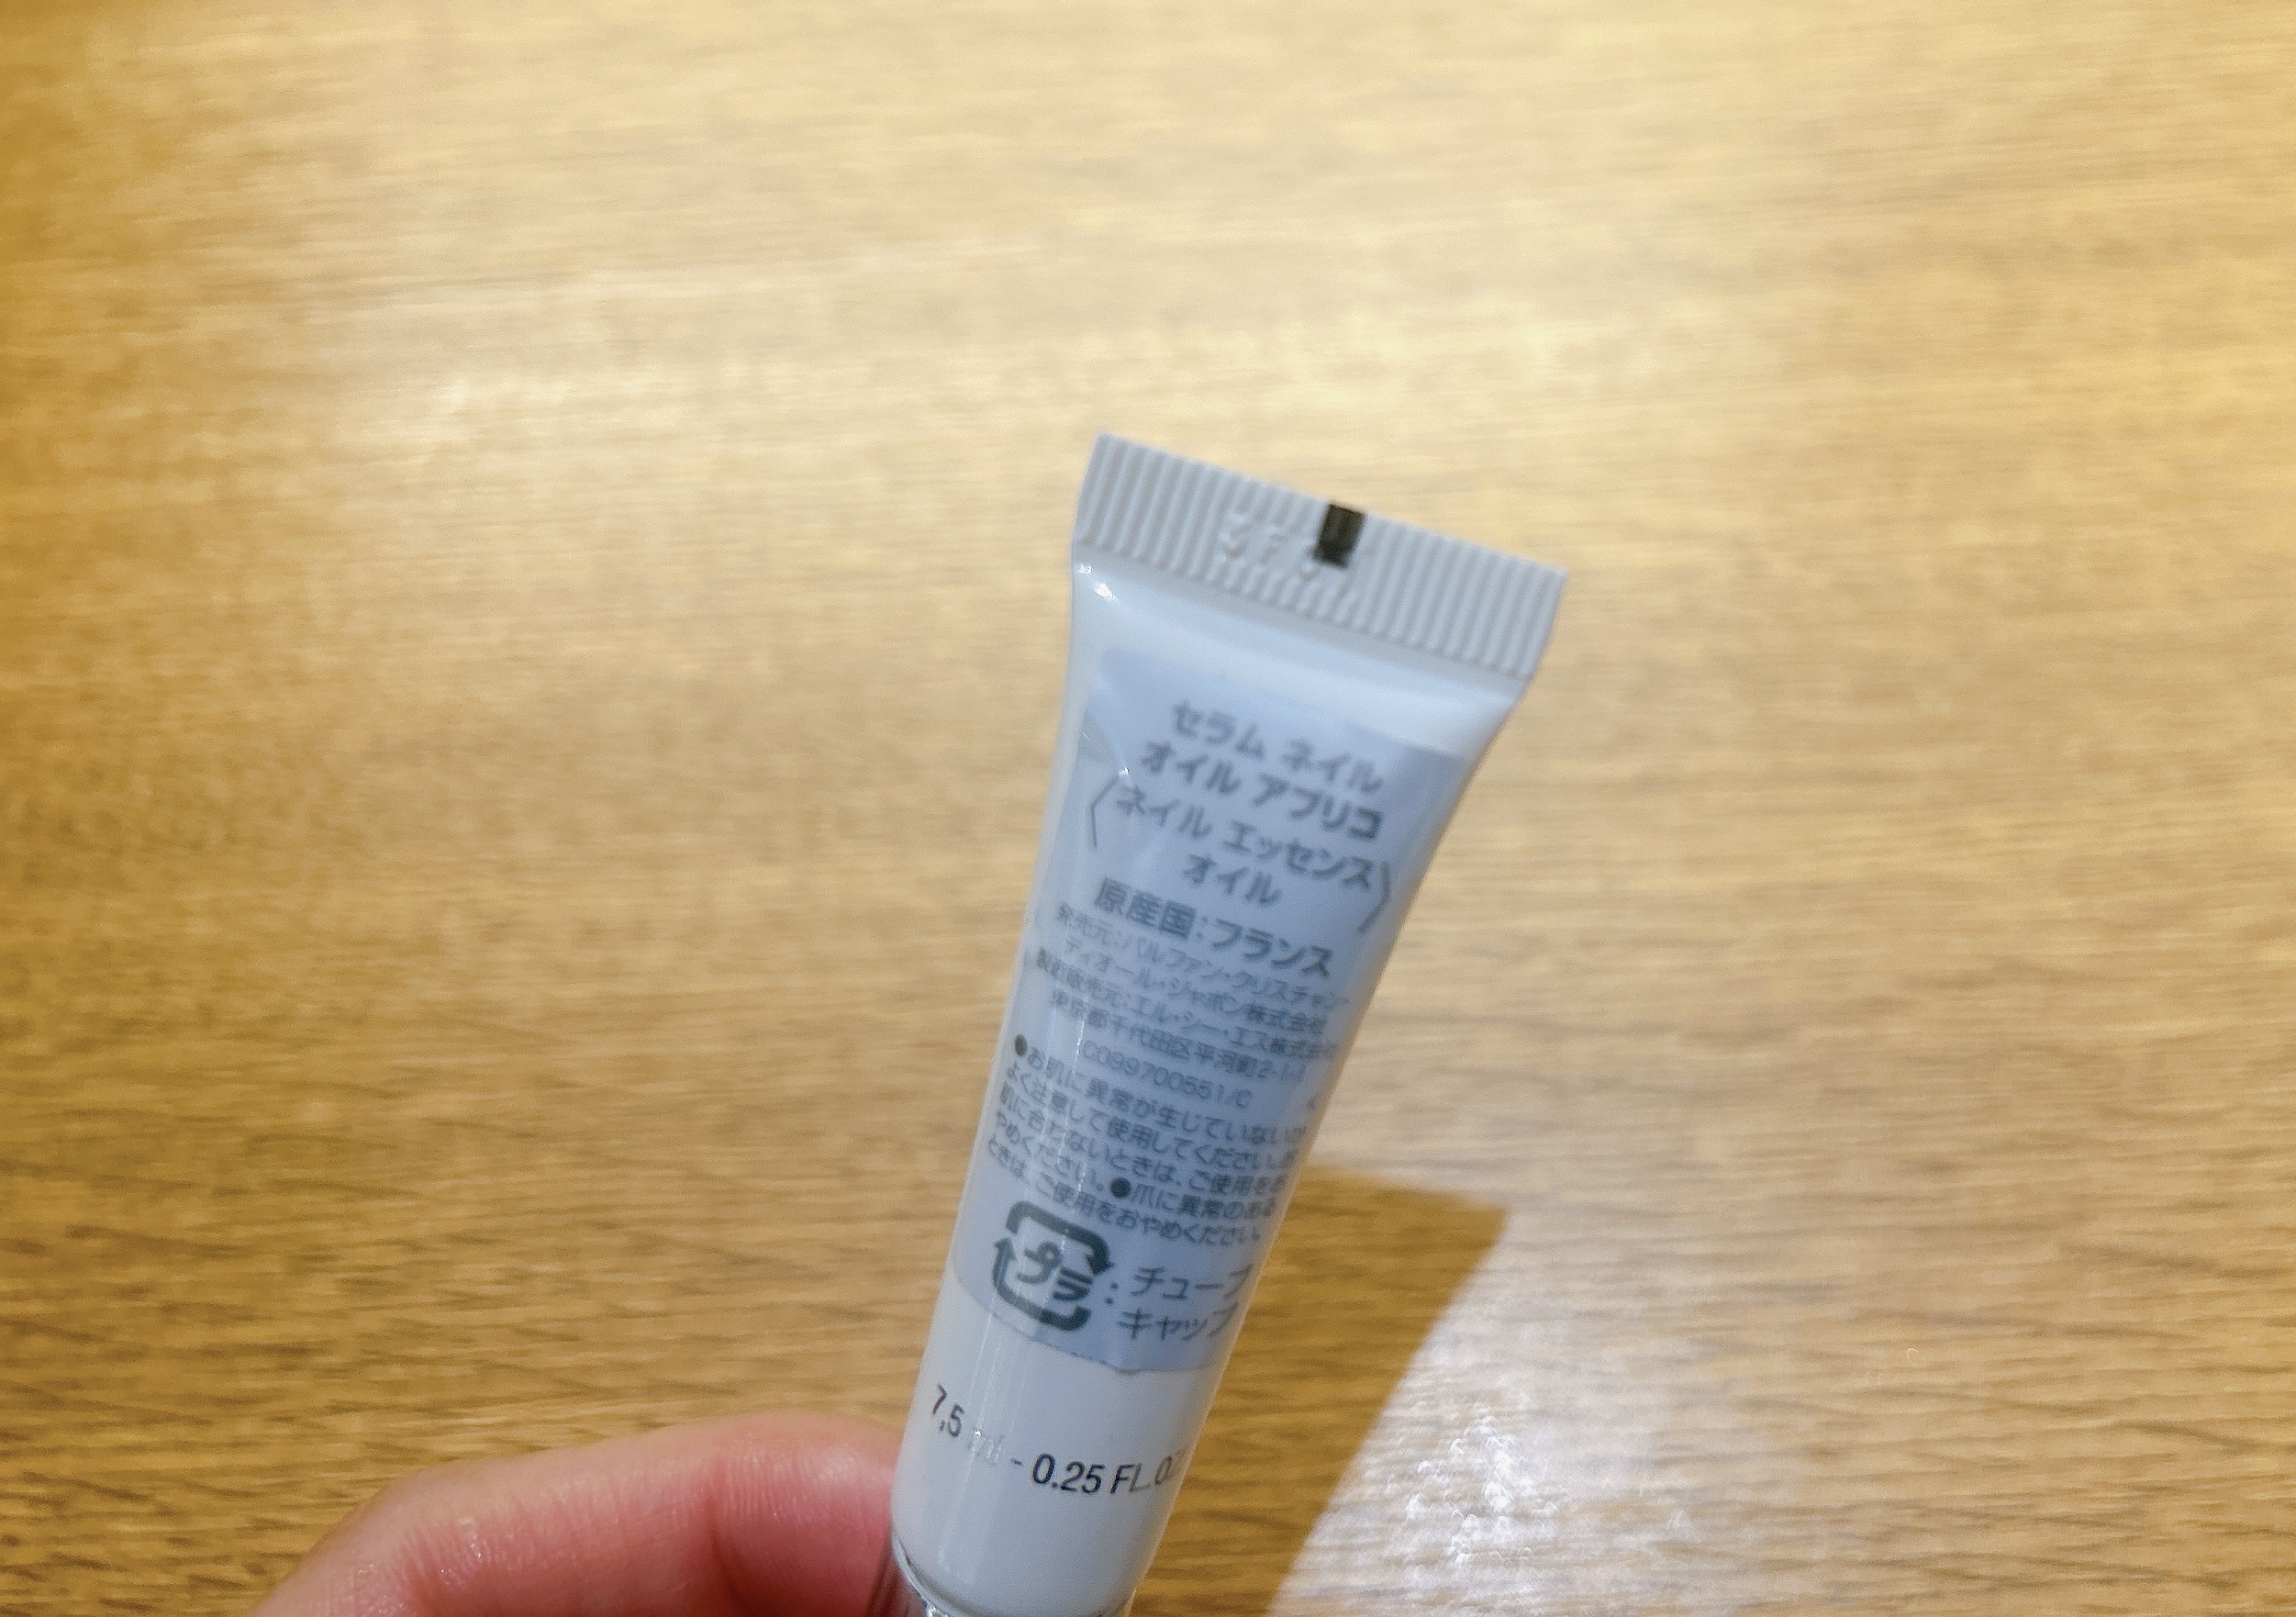 セラム ネイル
オイル アブリコ
〈ネイル エッセンス〉
オイル
原産国：フランス
発売元：パルファン・クリスチャン・
ディオール・ジャポン株式会社
製造販売元：エル・シー・エス株式会社
東京都千代田区平河町2-1-1
CD99700551/C
●お肌に異常が生じていないか
よく注意して使用してください。お
肌に合わないときは、ご使用をお
やめください。●爪に異常のある
ときは、ご使用をおやめください。
プラ：チューブ
キャップ
7,5 ml - 0.25 FL.O